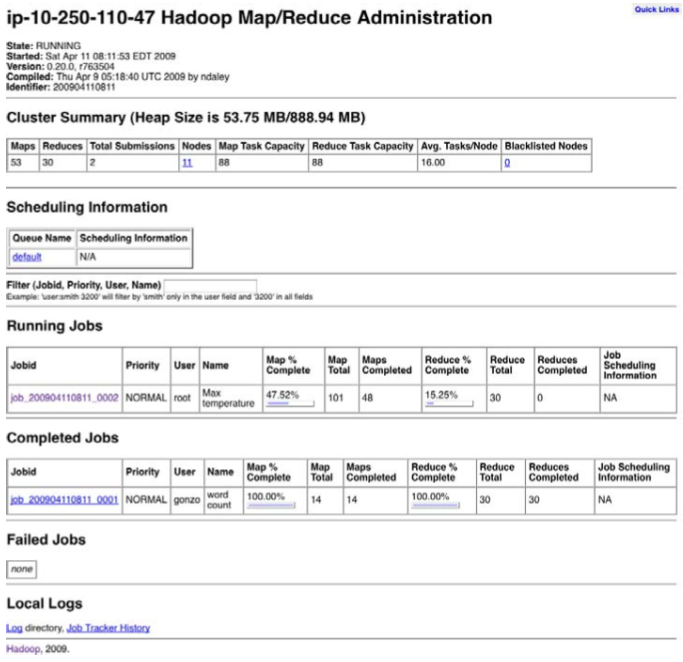 Quick Links
ip-10-250-110-47 Hadoop Map/Reduce Administration
State: RUNNING
Started: Sat Apr 11 08:11:53 EDT 2009
Version: 0.20.0, r763504
Compiled: Thu Apr 9 05:18:40 UTC 2009 by ndaley
Identifier: 200904110811
Cluster Summary (Heap Size is 53.75 MB/888.94 MB)
Maps Reduces Total Submissions Nodes Map Task Capacity Reduce Task Capacity Avg. Tasks/Node Blacklisted Nodes
53 30 2 11 88 88 16.00 0
Scheduling Information
Queue Name Scheduling Information
default N/A
Filter (Jobid, Priority, User, Name)
Example: 'user:smith 3200' will filter by 'smith' only in the user field and '3200' in all fields
Running Jobs
Jobid Priority User Name Map % Complete Map Total Maps Completed Reduce % Complete Reduce Total Reduces Completed Job Scheduling Information
job_200904110811_0002 NORMAL root Max temperature 47.52% 101 48 15.25% 30 0 NA
Completed Jobs
Jobid Priority User Name Map % Complete Map Total Maps Completed Reduce % Complete Reduce Total Reduces Completed Job Scheduling Information
job_200904110811_0001 NORMAL gonzo word count 100.00% 14 14 100.00% 30 30 NA
Failed Jobs
none
Local Logs
Log directory, Job Tracker History
Hadoop, 2009.